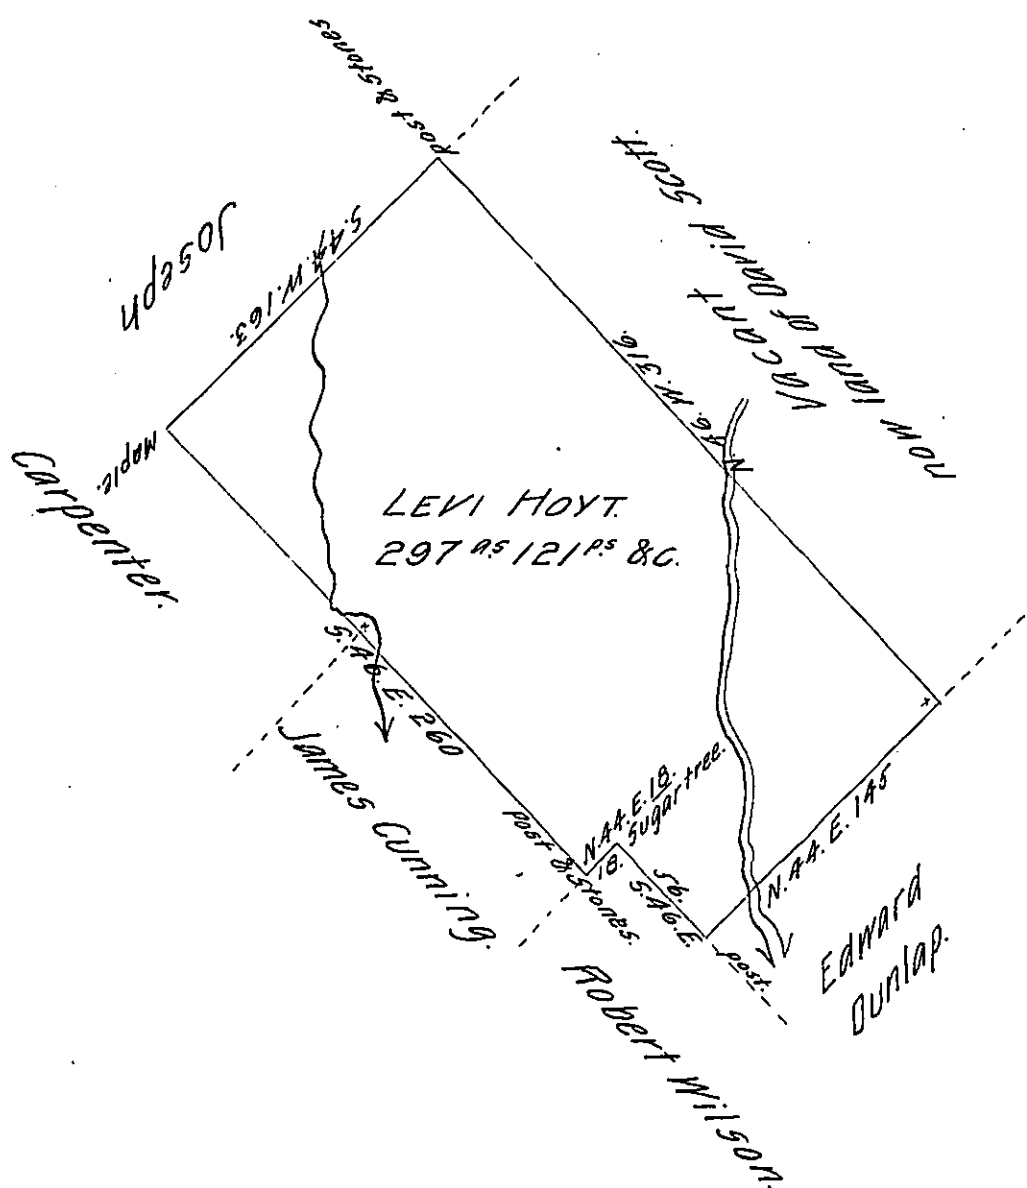 Post & Stones
Joseph
Carpenter.
S.44.W.163.
Maple.
now land of David Scott.
Vacant
N.46.W.316.
LEVI HOYT.
297 a.s 121 p.s &c.
S.46.E.260
James Cunning.
Post & Stones.
N.44.E.18.
Sugar tree.
18.
56.
S.46.E.
post.
N.44.E.145
Edward
Dunlap.
Robert Wilson.